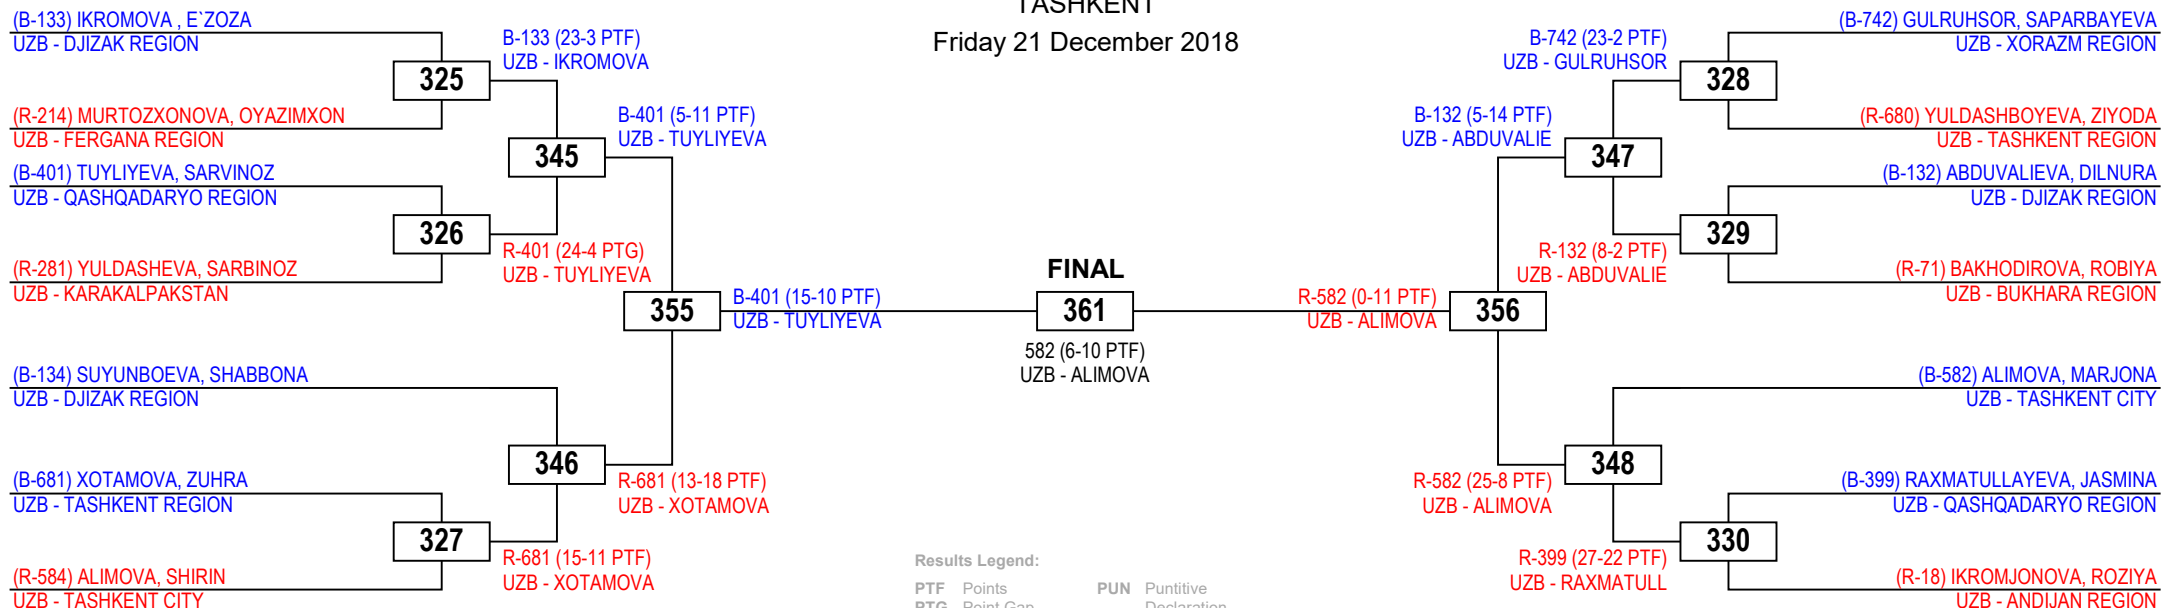 TASHKENT
Friday 21 December 2018
(B-133) IKROMOVA , E`ZOZA
UZB - DJIZAK REGION
325
(R-214) MURTOZXONOVA, OYAZIMXON
UZB - FERGANA REGION
(B-401) TUYLIYEVA, SARVINOZ
UZB - QASHQADARYO REGION
326
(R-281) YULDASHEVA, SARBINOZ
UZB - KARAKALPAKSTAN
(B-134) SUYUNBOEVA, SHABBONA
UZB - DJIZAK REGION
(B-681) XOTAMOVA, ZUHRA
UZB - TASHKENT REGION
327
(R-584) ALIMOVA, SHIRIN
UZB - TASHKENT CITY
B-133 (23-3 PTF)
UZB - IKROMOVA
345
R-401 (24-4 PTG)
UZB - TUYLIYEVA
346
R-681 (15-11 PTF)
UZB - XOTAMOVA
B-401 (5-11 PTF)
UZB - TUYLIYEVA
355
R-681 (13-18 PTF)
UZB - XOTAMOVA
B-401 (15-10 PTF)
UZB - TUYLIYEVA
FINAL
361
582 (6-10 PTF)
UZB - ALIMOVA
R-582 (0-11 PTF)
UZB - ALIMOVA
B-132 (5-14 PTF)
UZB - ABDUVALIE
356
R-582 (25-8 PTF)
UZB - ALIMOVA
B-742 (23-2 PTF)
UZB - GULRUHSOR
347
R-132 (8-2 PTF)
UZB - ABDUVALIE
348
R-399 (27-22 PTF)
UZB - RAXMATULL
(B-742) GULRUHSOR, SAPARBAYEVA
UZB - XORAZM REGION
328
(R-680) YULDASHBOYEVA, ZIYODA
UZB - TASHKENT REGION
(B-132) ABDUVALIEVA, DILNURA
UZB - DJIZAK REGION
329
(R-71) BAKHODIROVA, ROBIYA
UZB - BUKHARA REGION
(B-582) ALIMOVA, MARJONA
UZB - TASHKENT CITY
(B-399) RAXMATULLAYEVA, JASMINA
UZB - QASHQADARYO REGION
330
(R-18) IKROMJONOVA, ROZIYA
UZB - ANDIJAN REGION
Results Legend:
PTF Points PUN Puntitive
PTG Point Gap Declaration